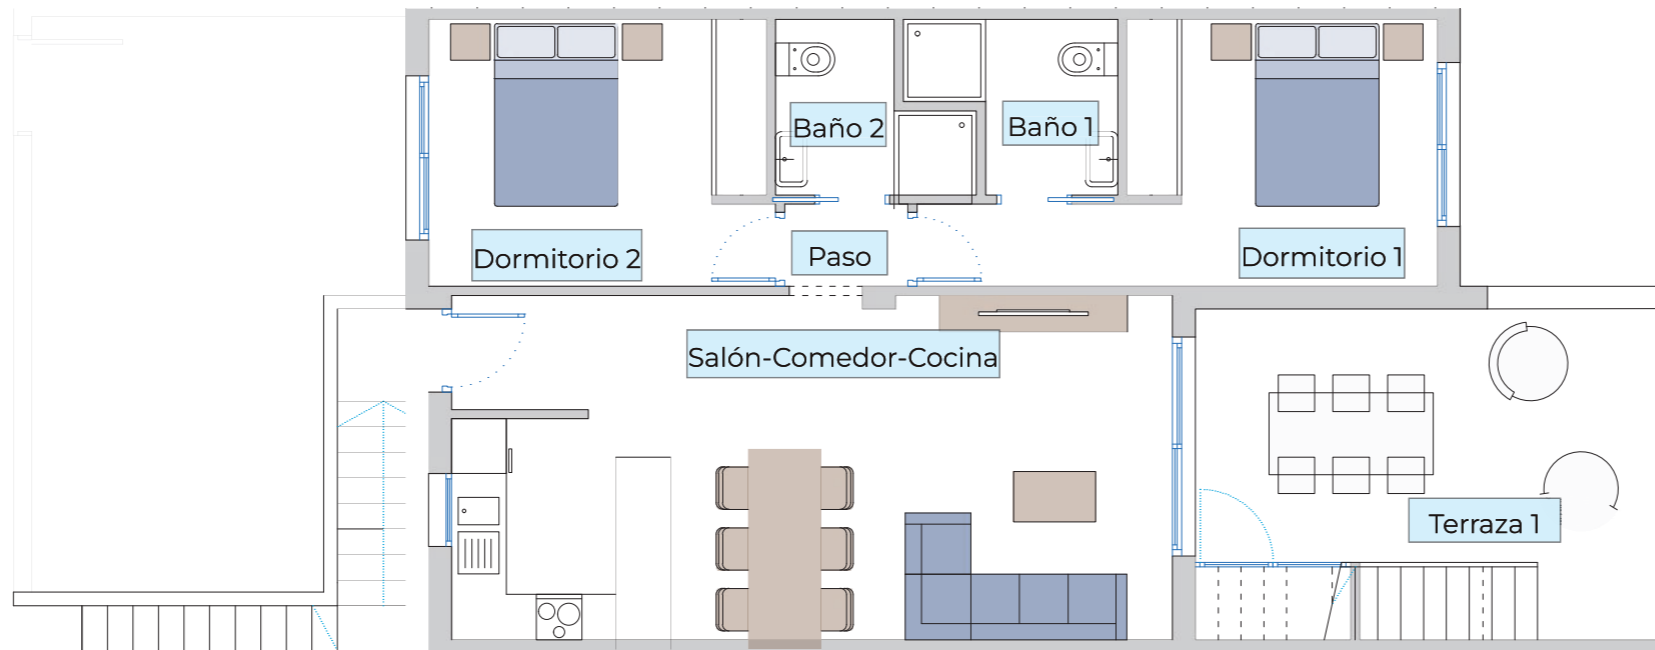 Baño 2
Baño 1
Dormitorio 2
Paso
Dormitorio 1
Salón-Comedor-Cocina
Terraza 1